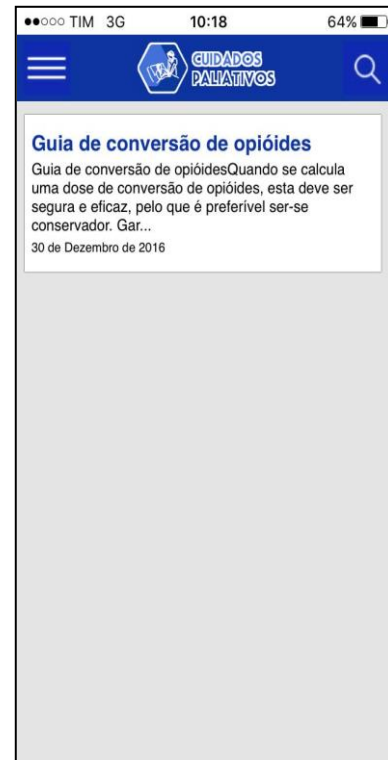 TIM 3G 10:18 64%
CUIDADOS
PALIATIVOS
Guia de conversão de opióides
Guia de conversão de opióidesQuando se calcula
uma dose de conversão de opióides, esta deve ser
segura e eficaz, pelo que é preferível ser-se
conservador. Gar...
30 de Dezembro de 2016